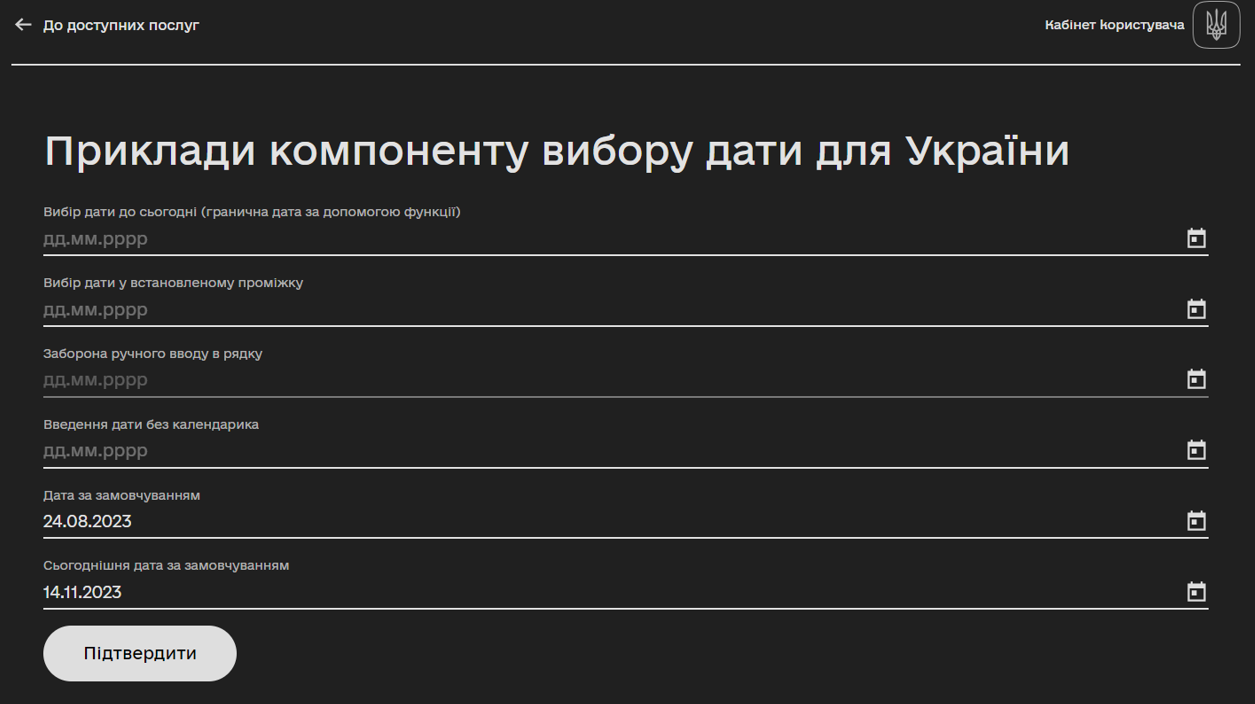 До доступних послуг
Кабінет користувача
Приклади компоненту вибору дати для України
Вибір дати до сьогодні (гранична дата за допомогою функції)
дд.мм.рррр
Вибір дати у встановленому проміжку
дд.мм.рррр
Заборона ручного вводу в рядку
дд.мм.рррр
Введення дати без календарика
дд.мм.рррр
Дата за замовчуванням
24.08.2023
Сьогоднішня дата за замовчуванням
14.11.2023
Підтвердити